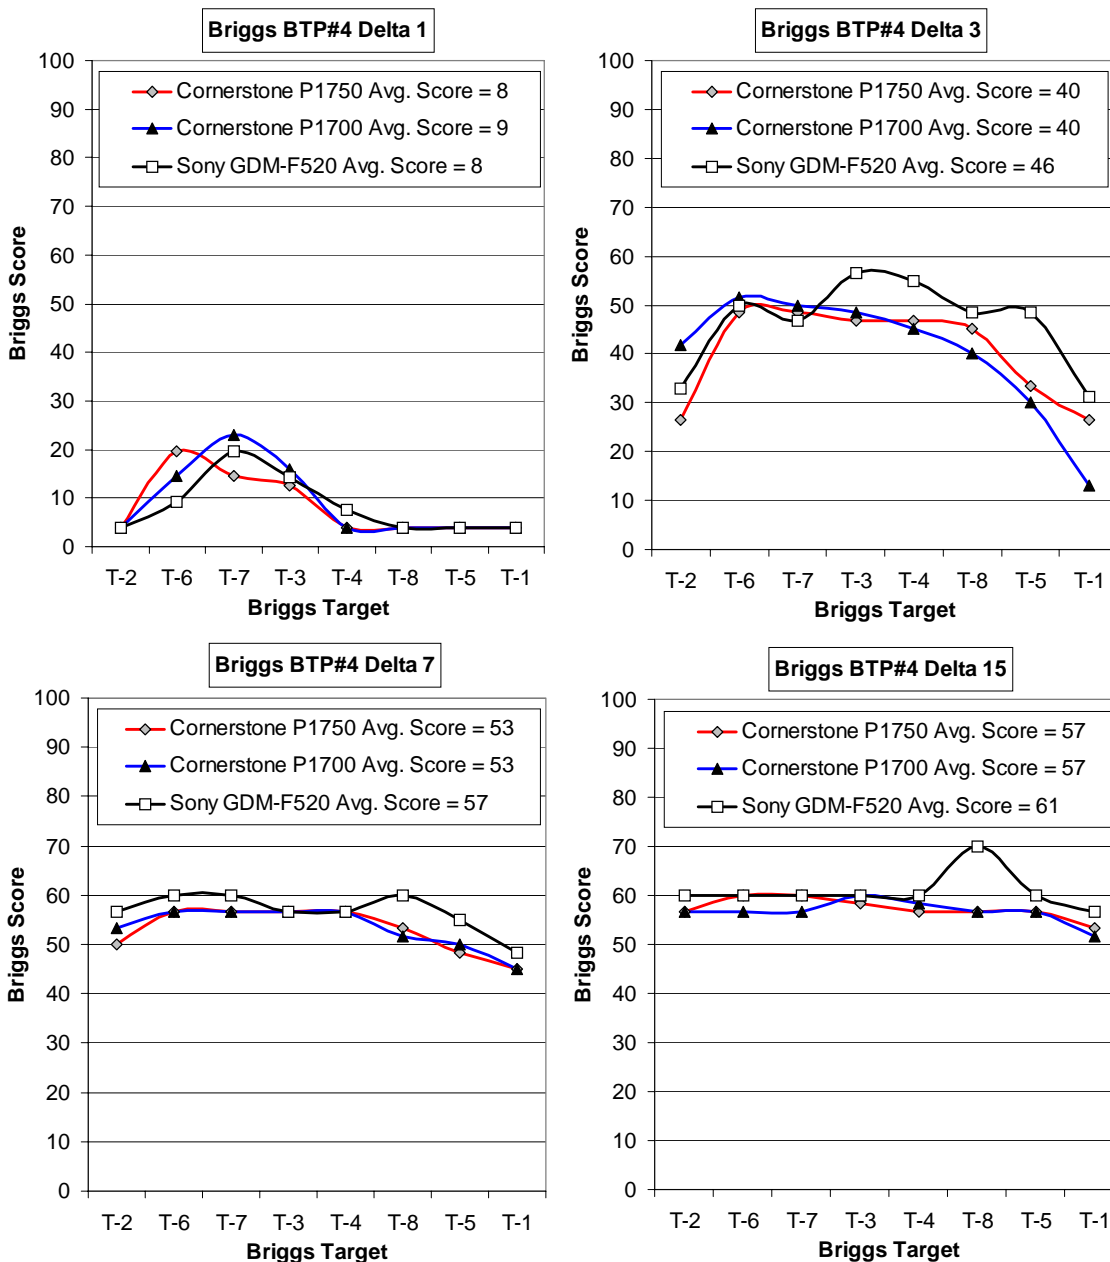 Briggs BTP#4 Delta 1
Cornerstone P1750 Avg. Score = 8
Cornerstone P1700 Avg. Score = 9
Sony GDM-F520 Avg. Score = 8
100
90
80
70
60
50
40
30
20
10
0
Briggs Score
T-2 T-6 T-7 T-3 T-4 T-8 T-5 T-1
Briggs Target
Briggs BTP#4 Delta 3
Cornerstone P1750 Avg. Score = 40
Cornerstone P1700 Avg. Score = 40
Sony GDM-F520 Avg. Score = 46
100
90
80
70
60
50
40
30
20
10
0
Briggs Score
T-2 T-6 T-7 T-3 T-4 T-8 T-5 T-1
Briggs Target
Briggs BTP#4 Delta 7
Cornerstone P1750 Avg. Score = 53
Cornerstone P1700 Avg. Score = 53
Sony GDM-F520 Avg. Score = 57
100
90
80
70
60
50
40
30
20
10
0
Briggs Score
T-2 T-6 T-7 T-3 T-4 T-8 T-5 T-1
Briggs Target
Briggs BTP#4 Delta 15
Cornerstone P1750 Avg. Score = 57
Cornerstone P1700 Avg. Score = 57
Sony GDM-F520 Avg. Score = 61
100
90
80
70
60
50
40
30
20
10
0
Briggs Score
T-2 T-6 T-7 T-3 T-4 T-8 T-5 T-1
Briggs Target